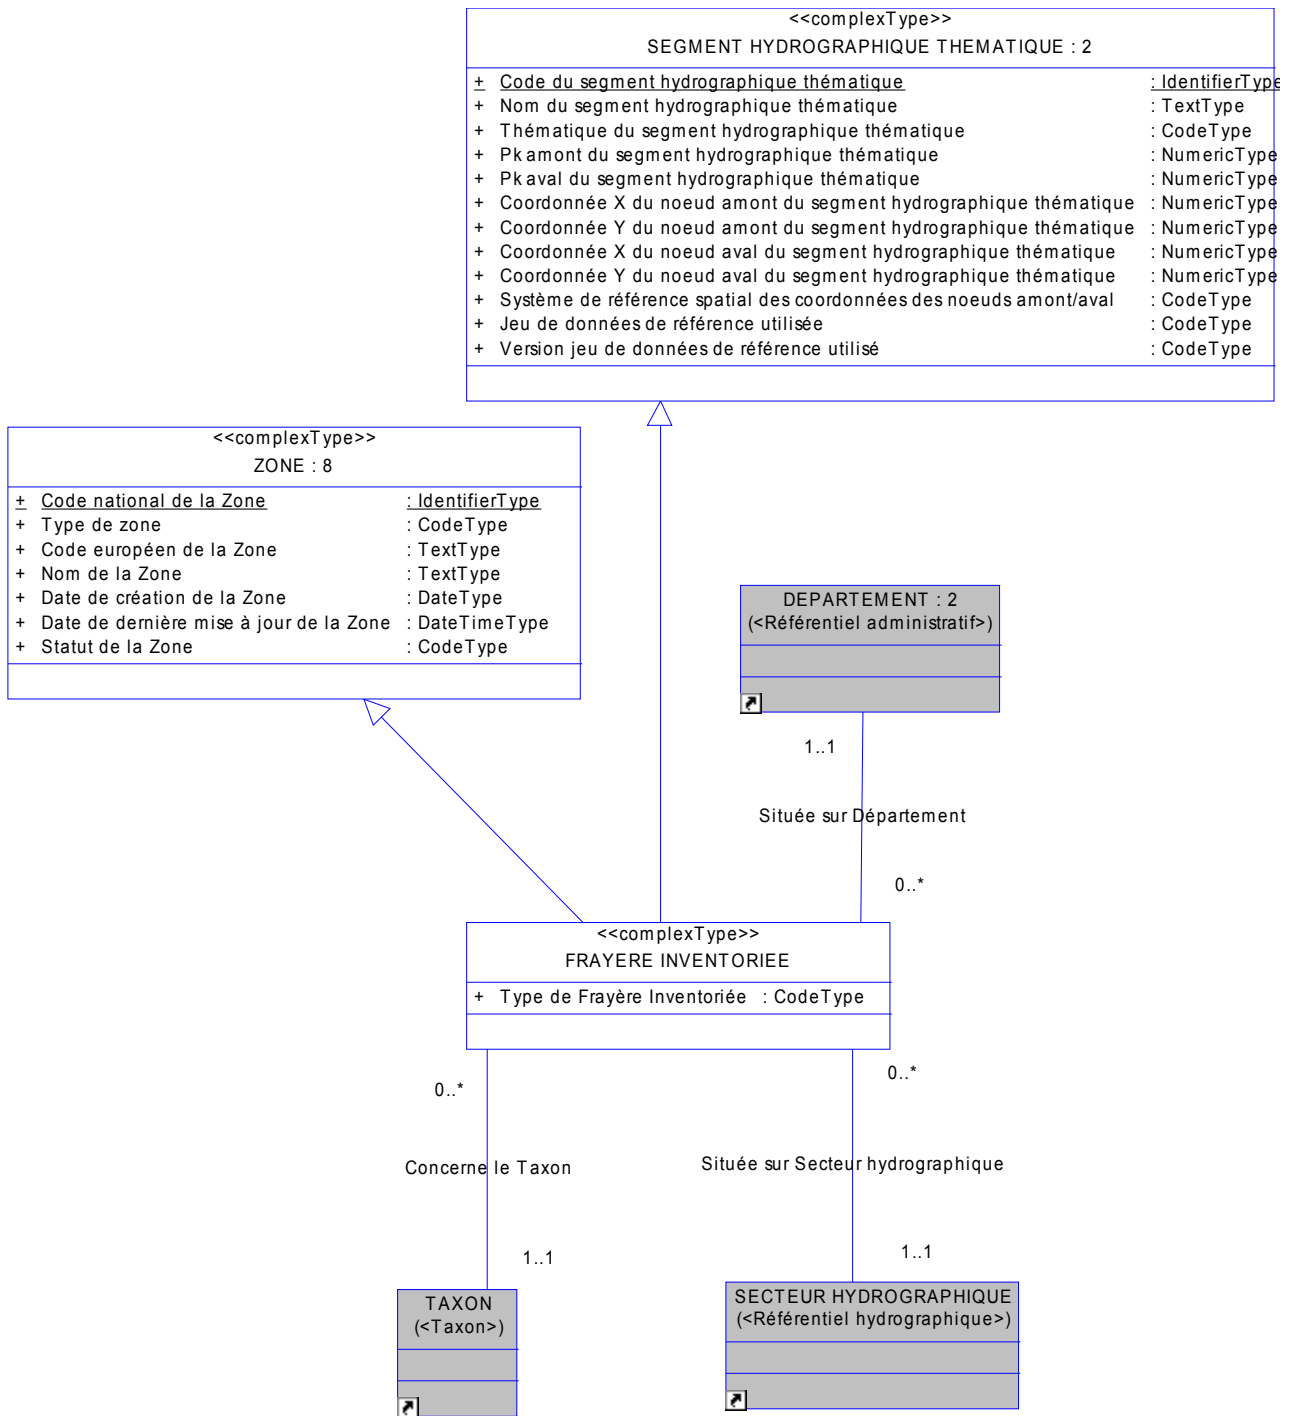 <<complexType>>
SEGMENT HYDROGRAPHIQUE THEMATIQUE : 2
+ Code du segment hydrographique thématique : IdentifierType
+ Nom du segment hydrographique thématique : TextType
+ Thématique du segment hydrographique thématique : CodeType
+ Pk amont du segment hydrographique thématique : NumericType
+ Pk aval du segment hydrographique thématique : NumericType
+ Coordonnée X du noeud amont du segment hydrographique thématique : NumericType
+ Coordonnée Y du noeud amont du segment hydrographique thématique : NumericType
+ Coordonnée X du noeud aval du segment hydrographique thématique : NumericType
+ Coordonnée Y du noeud aval du segment hydrographique thématique : NumericType
+ Système de référence spatial des coordonnées des noeuds amont/aval : CodeType
+ Jeu de données de référence utilisée : CodeType
+ Version jeu de données de référence utilisé : CodeType
<<complexType>>
ZONE : 8
+ Code national de la Zone : IdentifierType
+ Type de zone : CodeType
+ Code européen de la Zone : TextType
+ Nom de la Zone : TextType
+ Date de création de la Zone : DateType
+ Date de dernière mise à jour de la Zone : DateTimeType
+ Statut de la Zone : CodeType
DEPARTEMENT : 2
(<Référentiel administratif>)
1..1
Située sur Département
0..*
<<complexType>>
FRAYERE INVENTORIEE
+ Type de Frayère Inventoriée : CodeType
0..*
0..*
Concerne le Taxon
Située sur Secteur hydrographique
1..1
1..1
TAXON
(<Taxon>)
SECTEUR HYDROGRAPHIQUE
(<Référentiel hydrographique>)